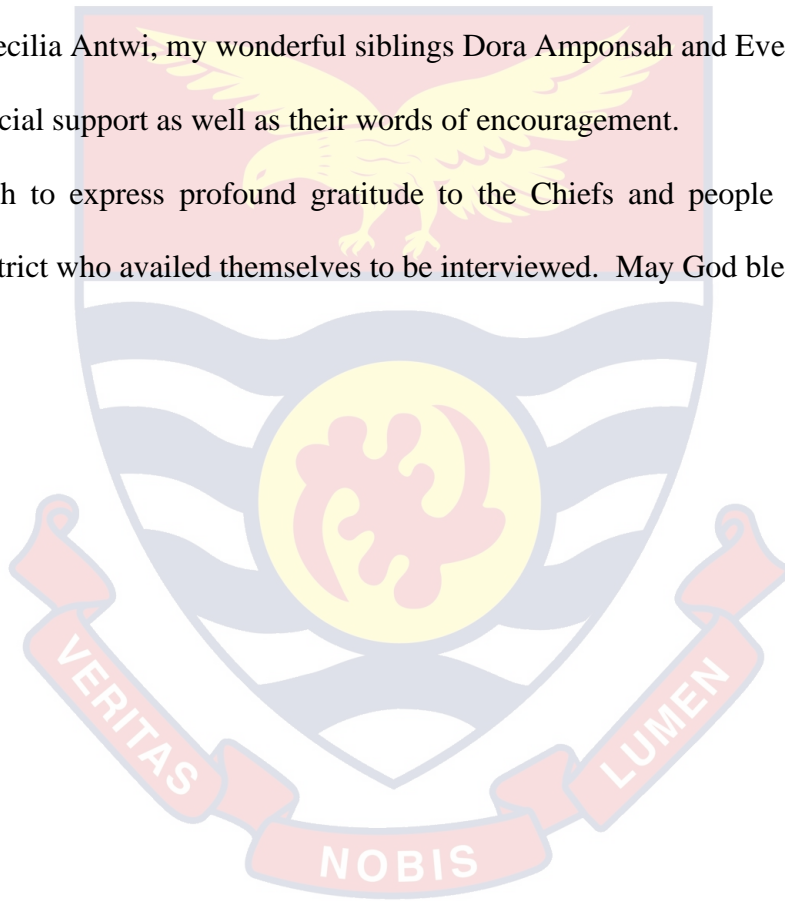 ecilia Antwi, my wonderful siblings Dora Amponsah and Eve
cial support as well as their words of encouragement.
h to express profound gratitude to the Chiefs and people
trict who availed themselves to be interviewed. May God ble
VERITAS
NOBIS
LUMEN